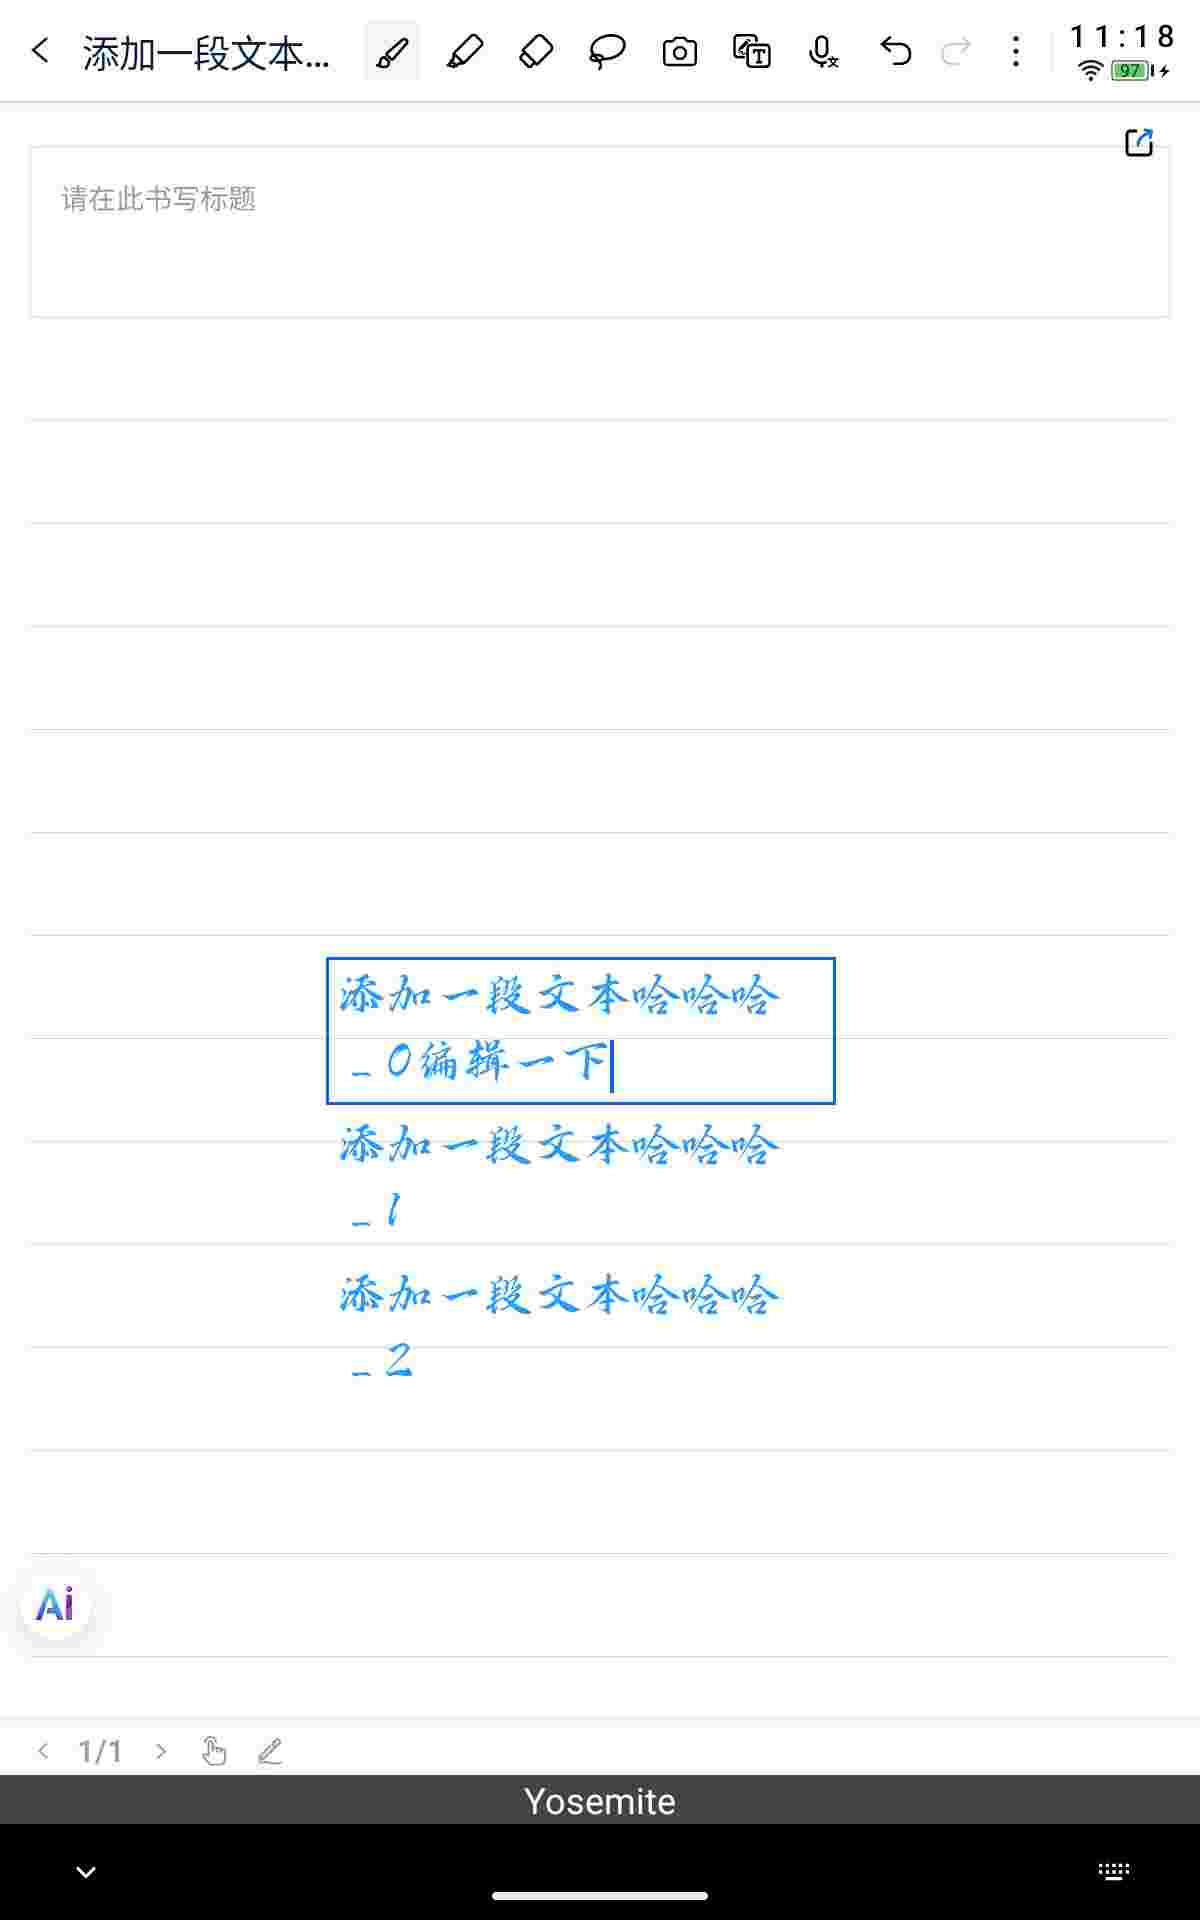 添加一段文本... 11:18
97
请在此书写标题
添加一段文本哈哈哈
_0编辑一下
添加一段文本哈哈哈
_1
添加一段文本哈哈哈
_2
Ai
1/1
Yosemite